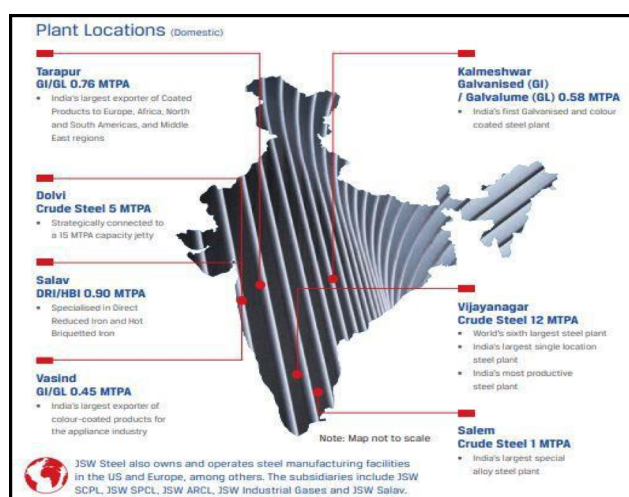 Plant Locations (Domestic)
Tarapur
GI/GL 0.76 MTPA
• India's largest exporter of Coated
Products to Europe, Africa, North
and South Americas, and Middle
East regions
Dolvi
Crude Steel 5 MTPA
• Strategically connected to
a 15 MTPA capacity jetty
Salav
DRI/HBI 0.90 MTPA
• Specialised in Direct
Reduced Iron and Hot
Briquetted Iron
Vasind
GI/GL 0.45 MTPA
• India's largest exporter of
colour-coated products for
the appliance industry
Kalmeshwar
Galvanised (GI)
/ Galvalume (GL) 0.58 MTPA
• India's first Galvanised and colour
coated steel plant
Vijayanagar
Crude Steel 12 MTPA
• World's sixth largest steel plant
• India's largest single location
steel plant
• India's most productive
steel plant
Salem
Crude Steel 1 MTPA
• India's largest special
alloy steel plant
Note: Map not to scale
JSW Steel also owns and operates steel manufacturing facilities
in the US and Europe, among others. The subsidiaries include JSW
SCPL, JSW SPCL, JSW ARCL, JSW Industrial Gases and JSW Salav.